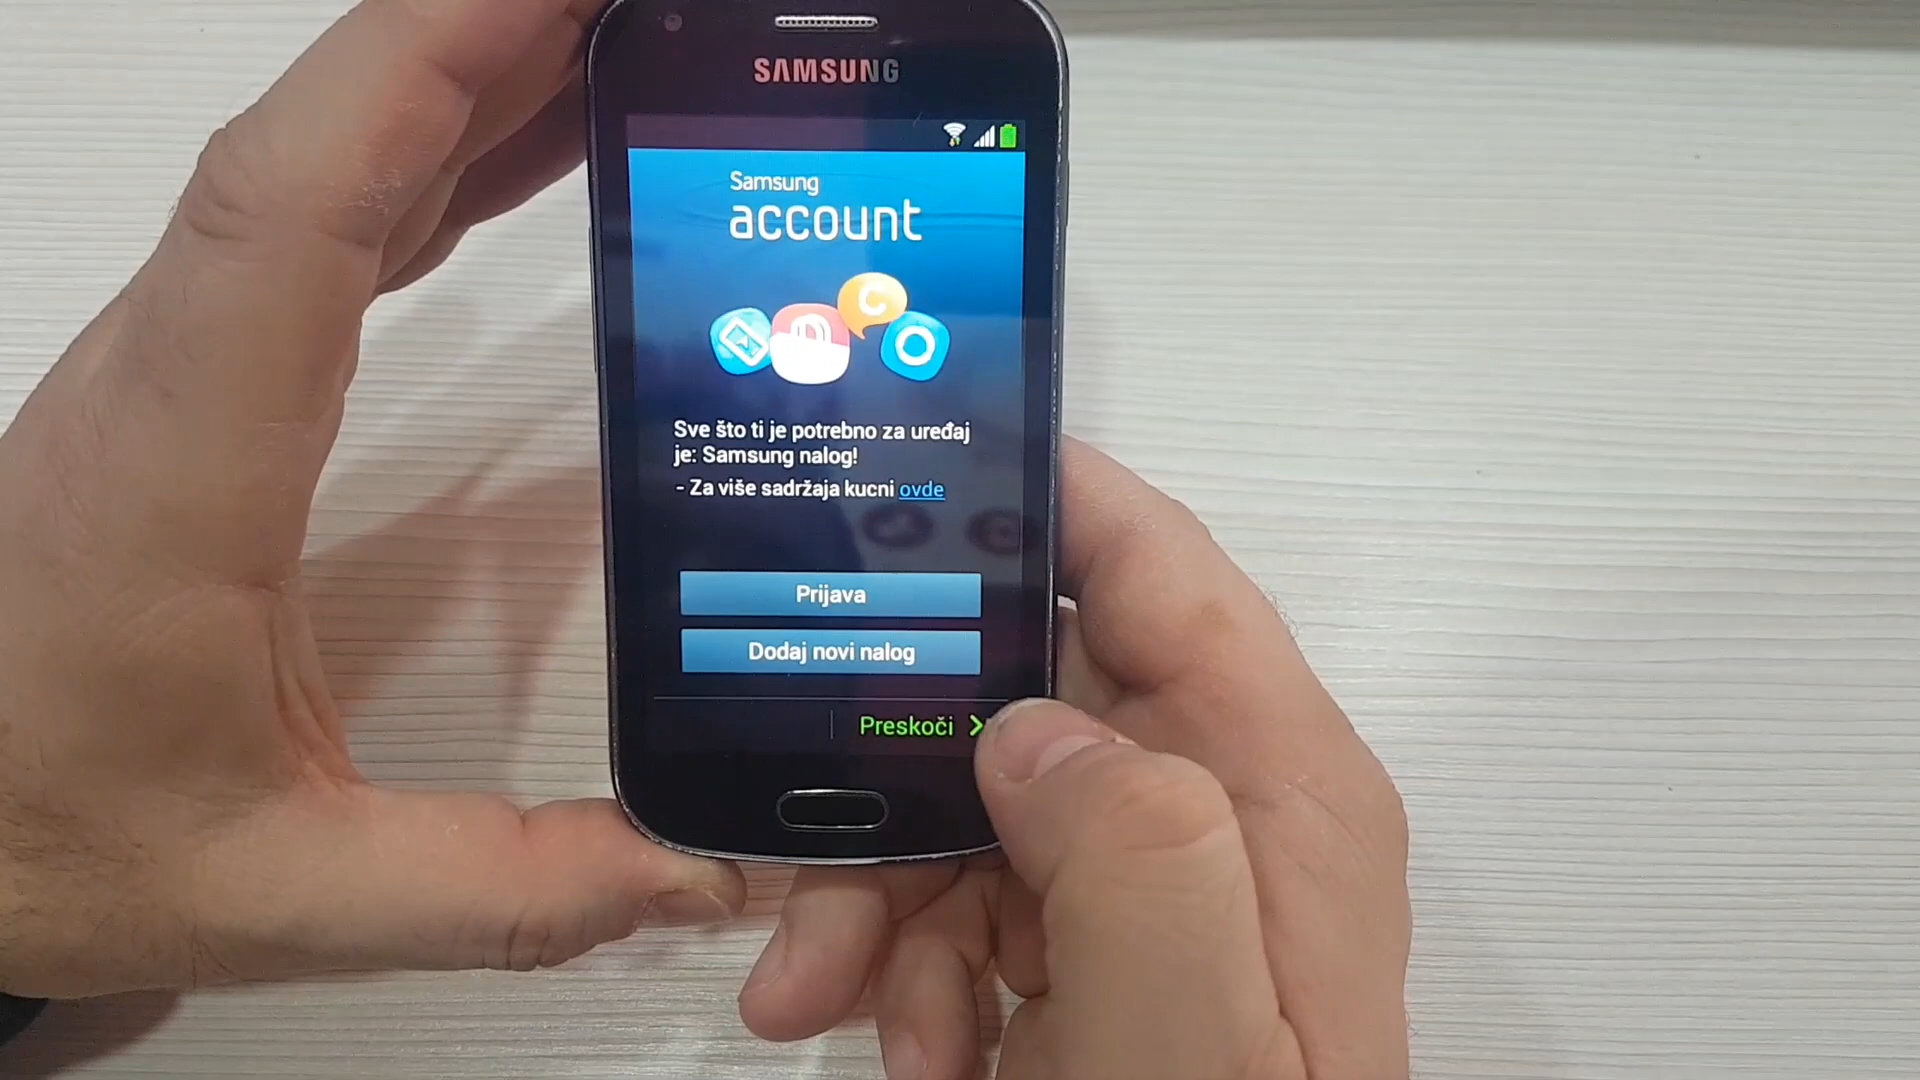 SAMSUNG
Samsung
account
C
Sve što ti je potrebno za uređaj
je: Samsung nalog!
- Za više sadržaja kucni ovde
Prijava
Dodaj novi nalog
Preskoči